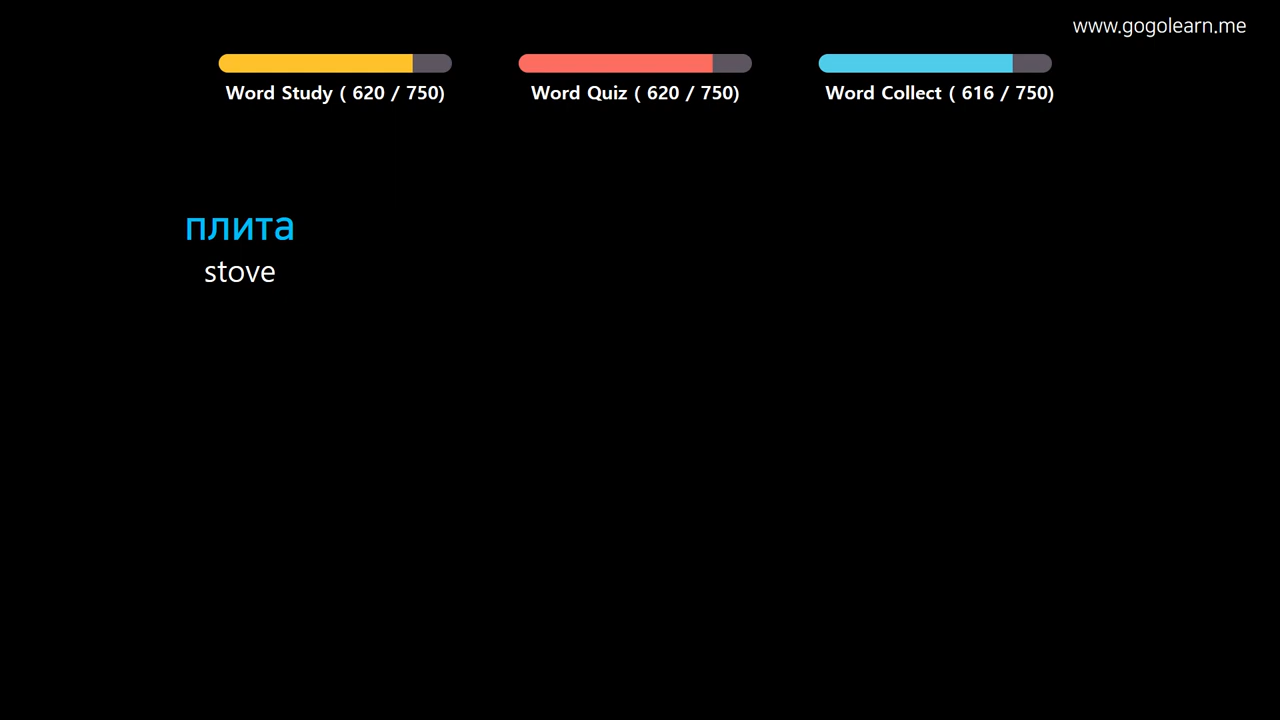 www.gogolearn.me
Word Study ( 620 / 750)
Word Quiz ( 620 / 750)
Word Collect ( 616 / 750)
плита
stove